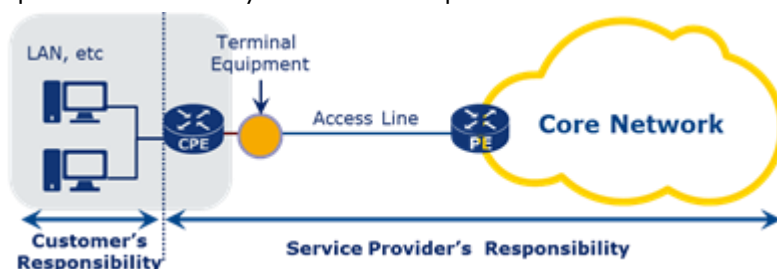 LAN, etc
Terminal
Equipment
CPE
Access Line
PE
Core Network
Customer's
Responsibility
Service Provider's Responsibility